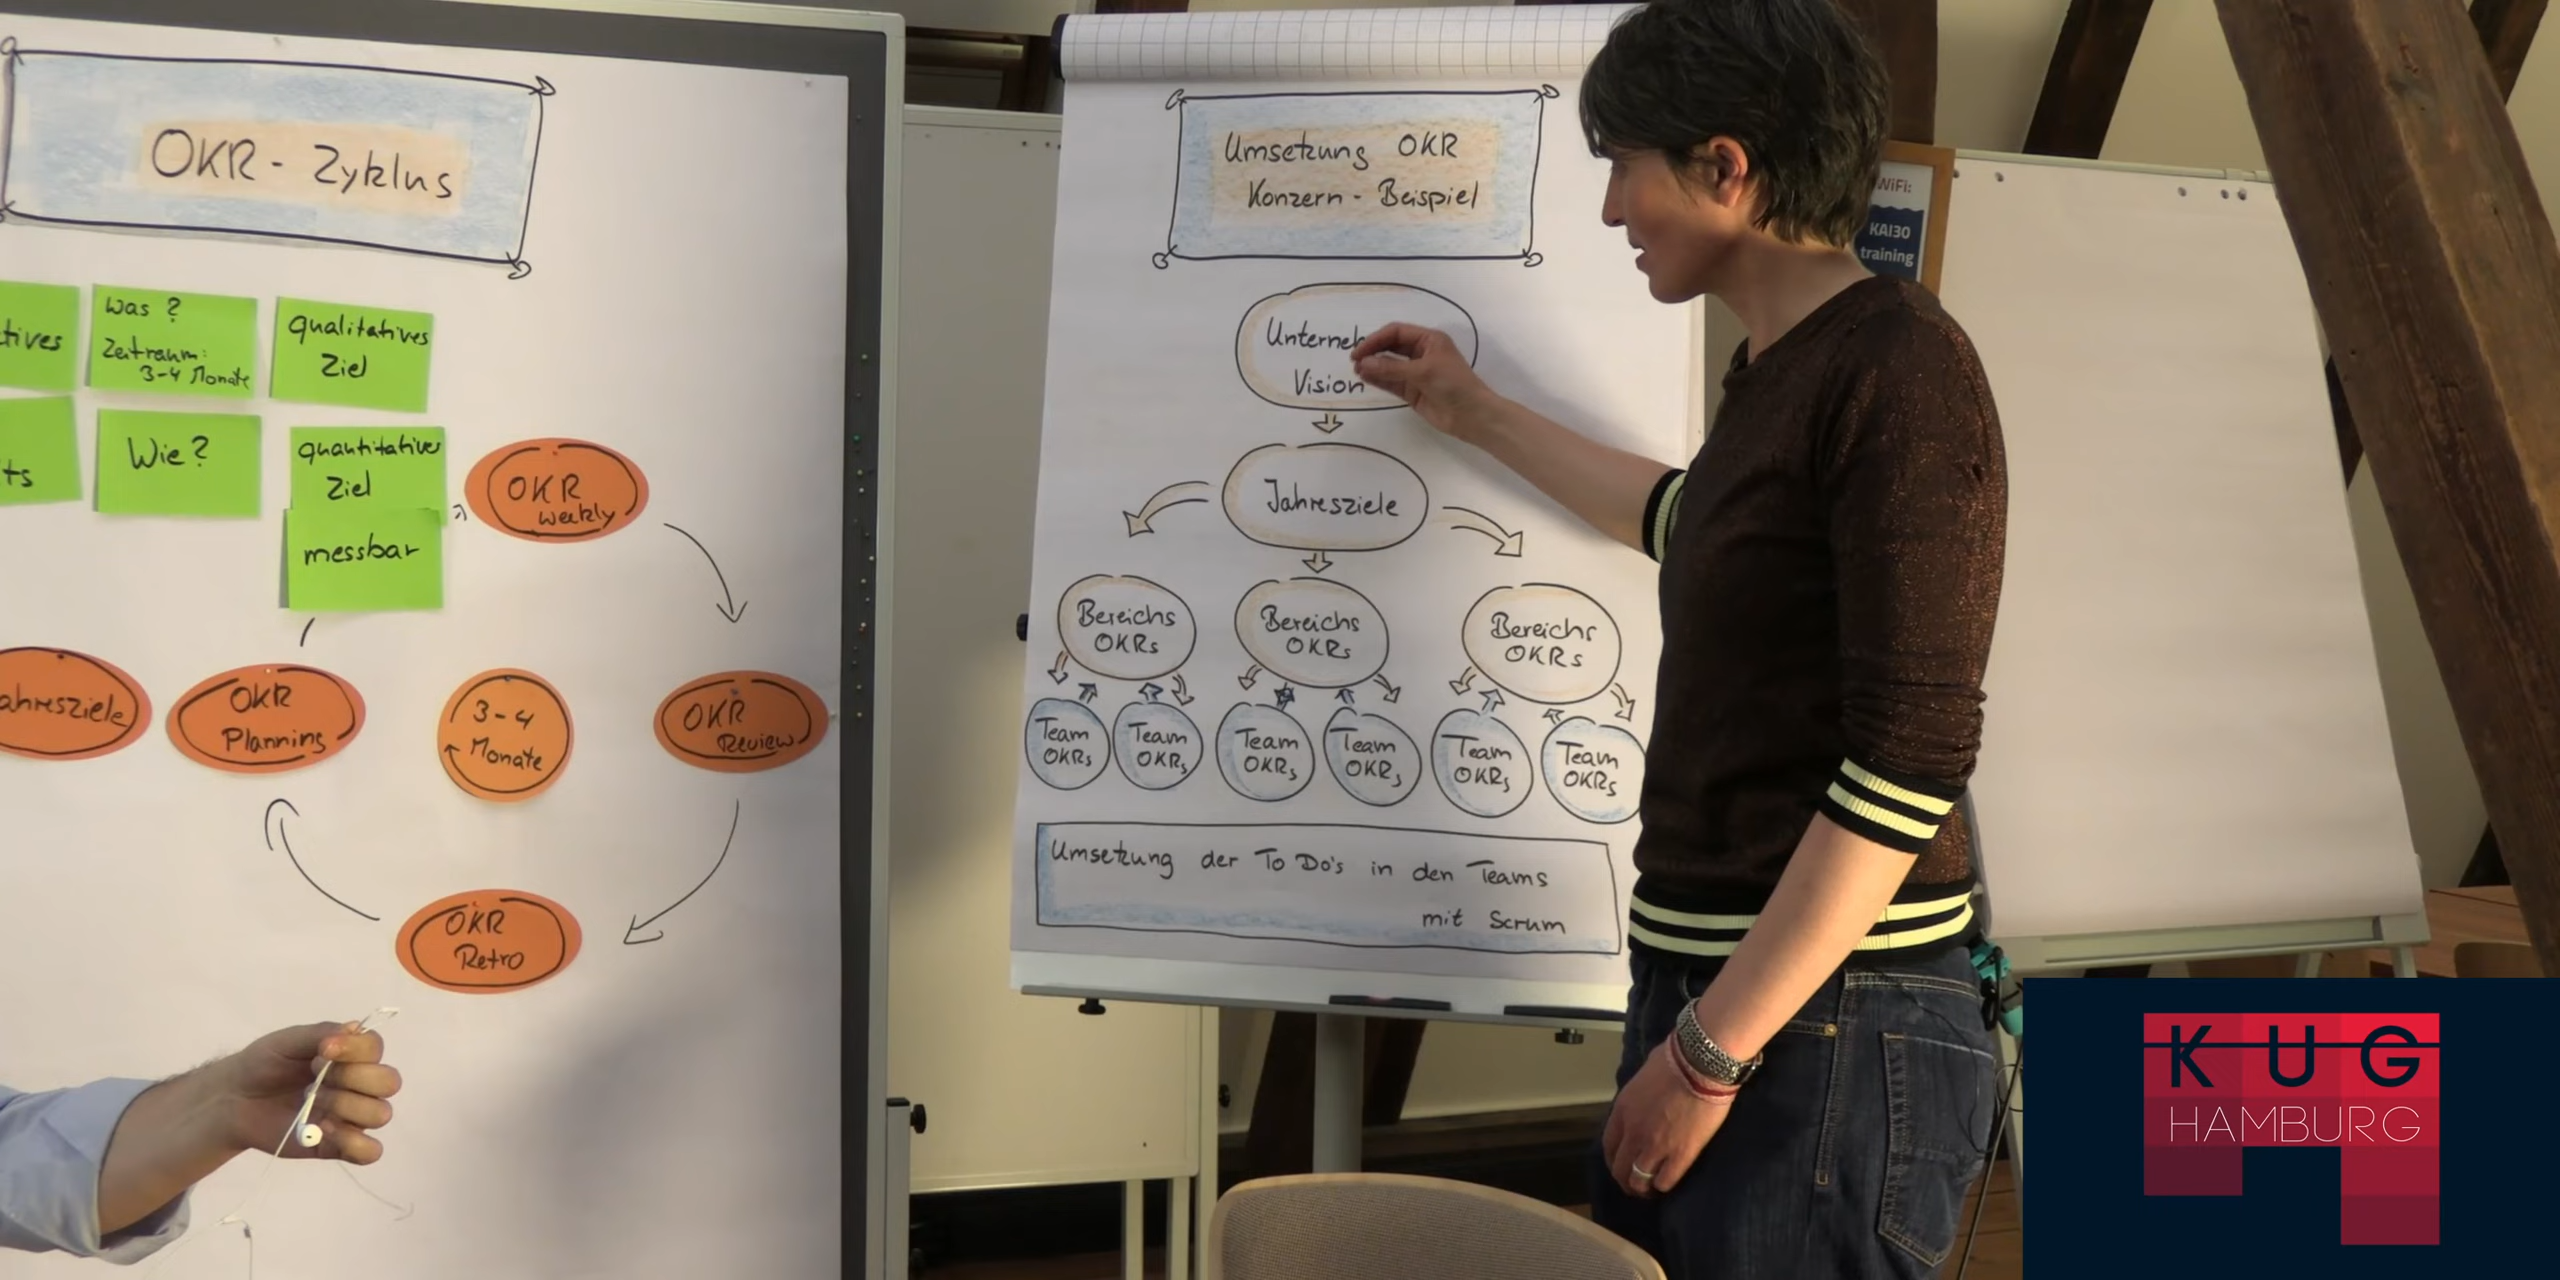 OKR - Zyklus
tives
Was?
Zeitraum:
3-4 Monate
qualitatives
Ziel
ts
Wie?
quantitatives
Ziel
messbar
OKR
Weekly
ahresziele
OKR
Planning
3-4
Monate
OKR
Review
OKR
Retro
Umsetzung OKR
Konzern - Beispiel
Unterneh
Vision
Jahresziele
Bereichs
OKRs
Bereichs
OKRs
Bereichs
OKRs
Team
OKRs
Team
OKRs
Team
OKRs
Team
OKRs
Team
OKRs
Team
OKRs
Umsetzung der To Do's in den Teams
mit Scrum
WiFi:
KAI30
training
KUG
HAMBURG